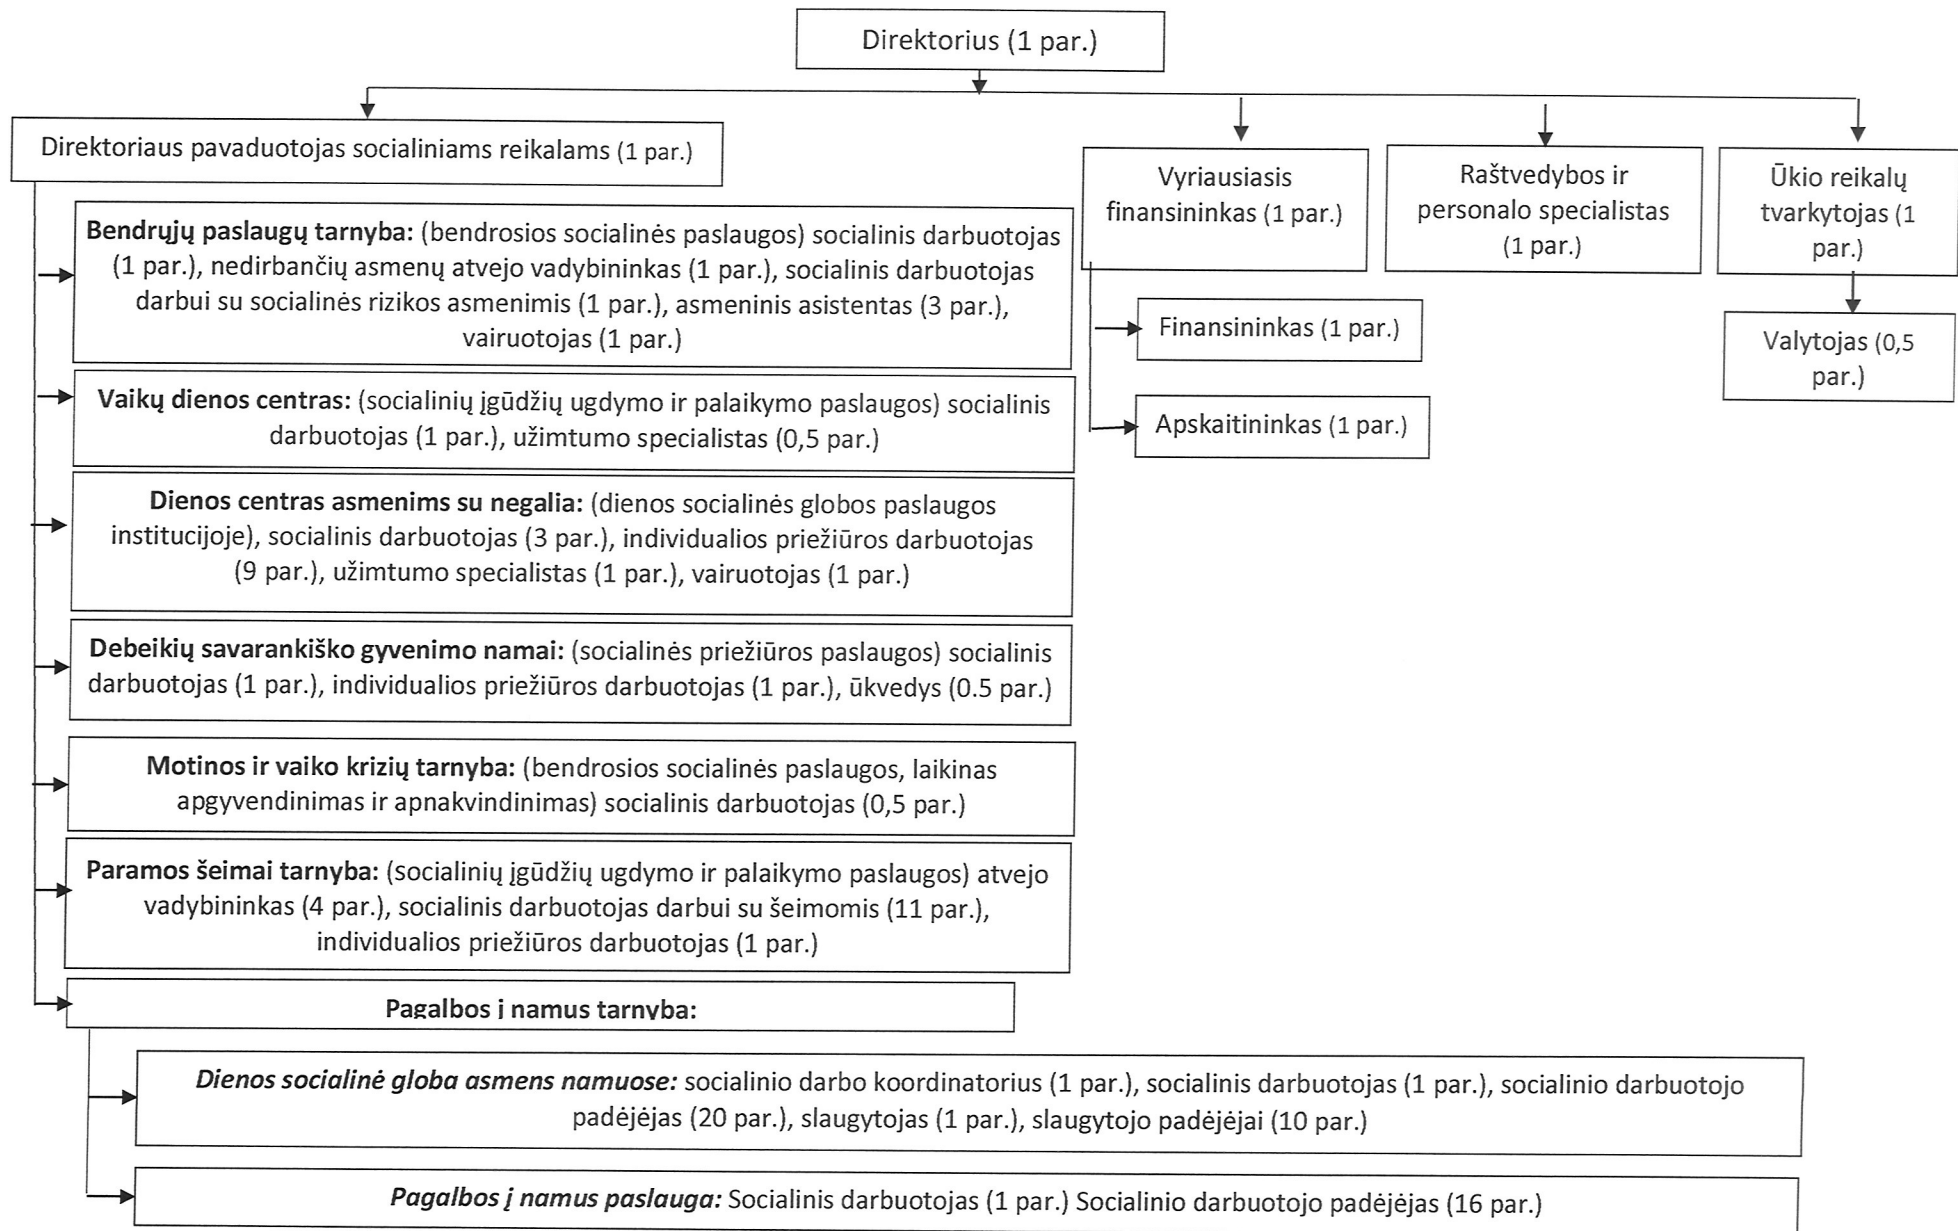 Direktorius (1 par.)
Direktoriaus pavaduotojas socialiniams reikalams (1 par.)
Vyriausiasis
finansininkas (1 par.)
Raštvedybos ir
personalo specialistas
(1 par.)
Ūkio reikalų
tvarkytojas (1
par.)
Finansininkas (1 par.)
Apskaitininkas (1 par.)
Valytojas (0,5
par.)
Bendrųjų paslaugų tarnyba: (bendrosios socialinės paslaugos) socialinis darbuotojas
(1 par.), nedirbančių asmenų atvejo vadybininkas (1 par.), socialinis darbuotojas
darbui su socialinės rizikos asmenimis (1 par.), asmeninis asistentas (3 par.),
vairuotojas (1 par.)
Vaikų dienos centras: (socialinių įgūdžių ugdymo ir palaikymo paslaugos) socialinis
darbuotojas (1 par.), užimtumo specialistas (0,5 par.)
Dienos centras asmenims su negalia: (dienos socialinės globos paslaugos
institucijoje), socialinis darbuotojas (3 par.), individualios priežiūros darbuotojas
(9 par.), užimtumo specialistas (1 par.), vairuotojas (1 par.)
Debeikių savarankiško gyvenimo namai: (socialinės priežiūros paslaugos) socialinis
darbuotojas (1 par.), individualios priežiūros darbuotojas (1 par.), ūkvedys (0.5 par.)
Motinos ir vaiko krizių tarnyba: (bendrosios socialinės paslaugos, laikinas
apgyvendinimas ir apnakvindinimas) socialinis darbuotojas (0,5 par.)
Paramos šeimai tarnyba: (socialinių įgūdžių ugdymo ir palaikymo paslaugos) atvejo
vadybininkas (4 par.), socialinis darbuotojas darbui su šeimomis (11 par.),
individualios priežiūros darbuotojas (1 par.)
Pagalbos į namus tarnyba:
Dienos socialinė globa asmens namuose: socialinio darbo koordinatorius (1 par.), socialinis darbuotojas (1 par.), socialinio darbuotojo
padėjėjas (20 par.), slaugytojas (1 par.), slaugytojo padėjėjai (10 par.)
Pagalbos į namus paslauga: Socialinis darbuotojas (1 par.) Socialinio darbuotojo padėjėjas (16 par.)